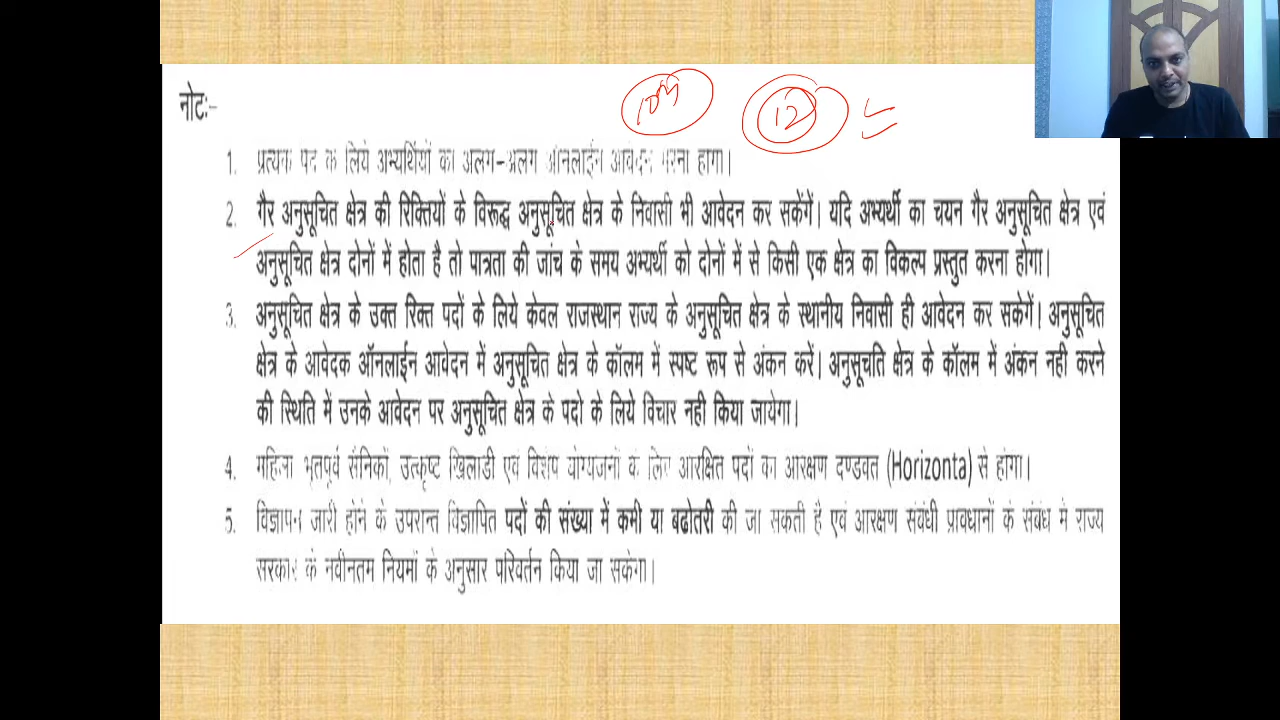 नोटः-
10th 12
1. प्रत्येक पद के लिये अभ्यर्थियों को अलग-अलग ऑनलाईन आवेदन करना होगा।
2. गैर अनुसूचित क्षेत्र की रिक्तियों के विरूद्ध अनुसूचित क्षेत्र के निवासी भी आवेदन कर सकेंगें। यदि अभ्यर्थी का चयन गैर अनुसूचित क्षेत्र एवं
अनुसूचित क्षेत्र दोनों में होता है तो पात्रता की जांच के समय अभ्यर्थी को दोनों में से किसी एक क्षेत्र का विकल्प प्रस्तुत करना होगा।
3. अनुसूचित क्षेत्र के उक्त रिक्त पदों के लिये केवल राजस्थान राज्य के अनुसूचित क्षेत्र के स्थानीय निवासी ही आवेदन कर सकेगें। अनुसूचित
क्षेत्र के आवेदक ऑनलाईन आवेदन में अनुसूचित क्षेत्र के कॉलम में स्पष्ट रूप से अंकन करें। अनुसूचति क्षेत्र के कॉलम में अंकन नही करने
की स्थिति में उनके आवेदन पर अनुसूचित क्षेत्र के पदो के लिये विचार नही किया जायेगा।
4. महिला भूतपूर्व सैनिकों, उत्कृष्ट खिलाडी एवं विशेष योग्यजनों के लिए आरक्षित पदों का आरक्षण दण्डवत (Horizonta) से होगा।
5. विज्ञापन जारी होने के उपरान्त विज्ञापित पदों की संख्या में कमी या बढोतरी की जा सकती है एवं आरक्षण संबंधी प्रावधानों के संबंध मे राज्य
सरकार के नवीनतम नियमों के अनुसार परिवर्तन किया जा सकेगा।